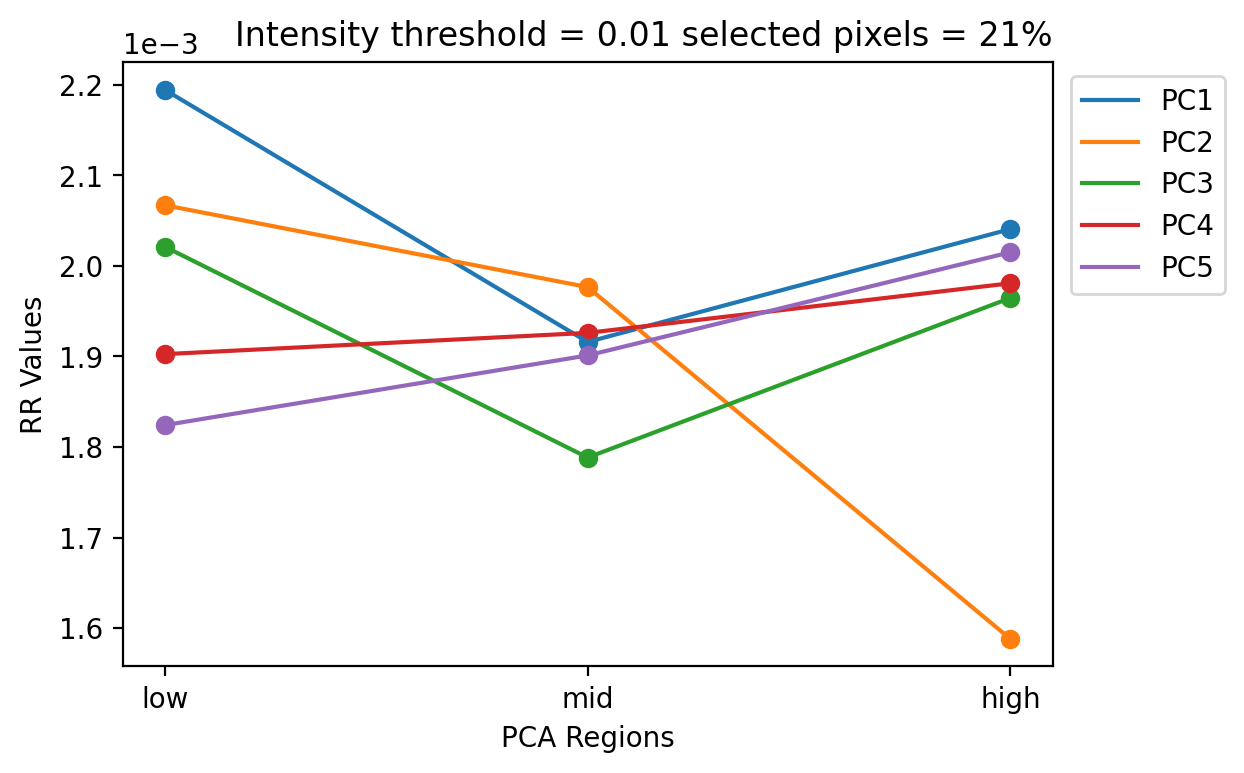 Intensity threshold = 0.01 selected pixels = 21%
1e−3
2.2
2.1
2.0
1.9
1.8
1.7
1.6
RR Values
low
mid
high
PCA Regions
PC1
PC2
PC3
PC4
PC5